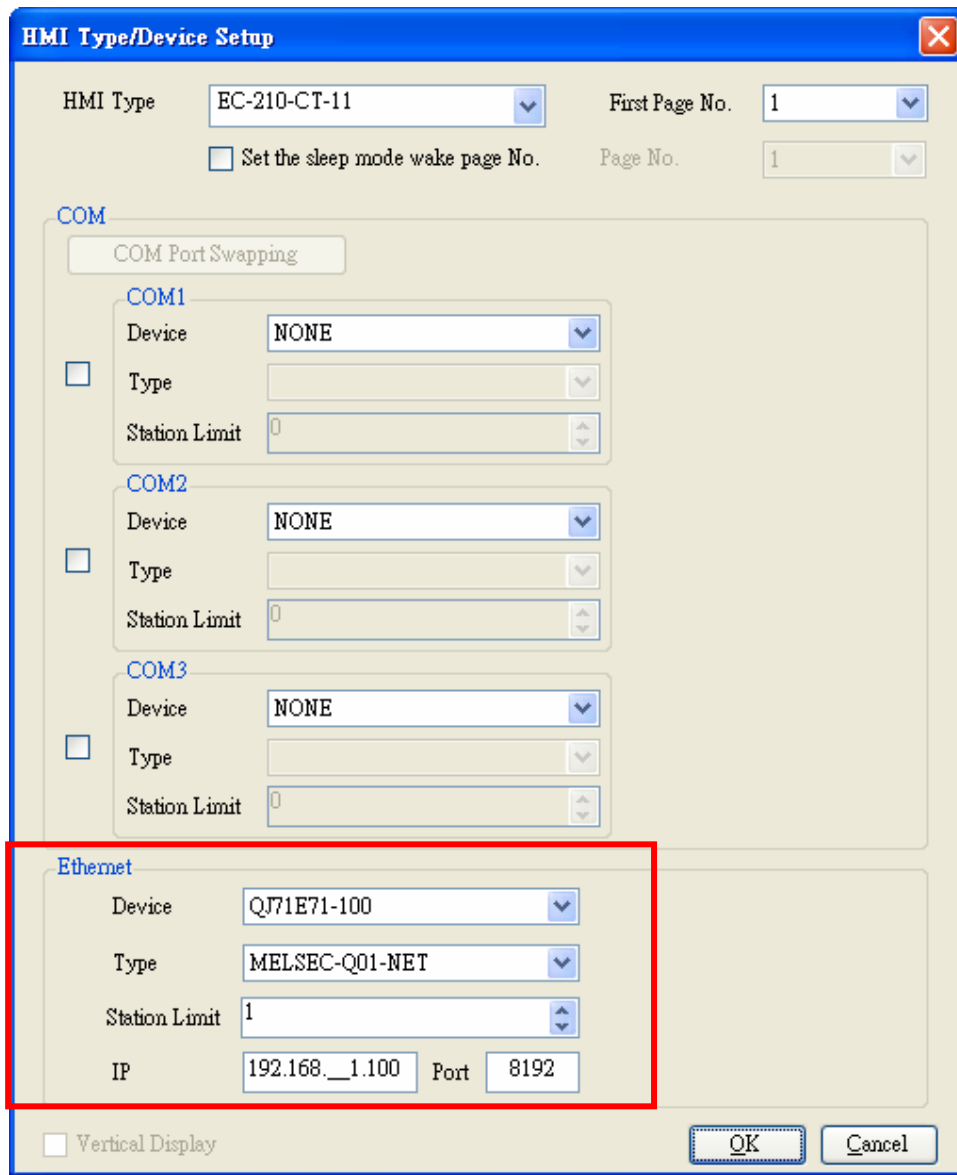 HMI Type/Device Setup
HMI Type EC-210-CT-11 First Page No. 1
Set the sleep mode wake page No. Page No. 1
COM
COM Port Swapping
COM1
Device NONE
Type
Station Limit 0
COM2
Device NONE
Type
Station Limit 0
COM3
Device NONE
Type
Station Limit 0
Ethernet
Device QJ71E71-100
Type MELSEC-Q01-NET
Station Limit 1
IP 192.168.__1.100 Port 8192
Vertical Display OK Cancel